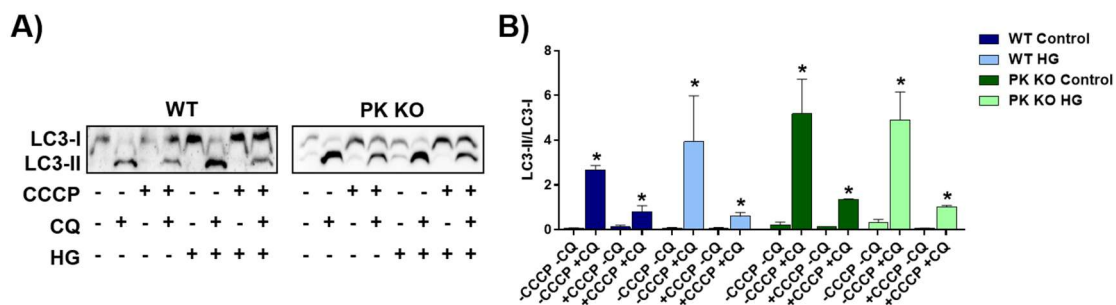 A)
WT
PK KO
LC3-I
LC3-II
CCCP - - + + - - + + - - + + - - + +
CQ - + - + - + - + - + - + - + - +
HG - - - - + + + + - - - - + + + +
B)
LC3-II/LC3-I
8
6
4
2
0
* * * * * * * *
-CCCP -CQ
-CCCP +CQ
+CCCP -CQ
+CCCP +CQ
-CCCP -CQ
-CCCP +CQ
+CCCP -CQ
+CCCP +CQ
-CCCP -CQ
-CCCP +CQ
+CCCP -CQ
+CCCP +CQ
-CCCP -CQ
-CCCP +CQ
+CCCP -CQ
+CCCP +CQ
WT Control
WT HG
PK KO Control
PK KO HG